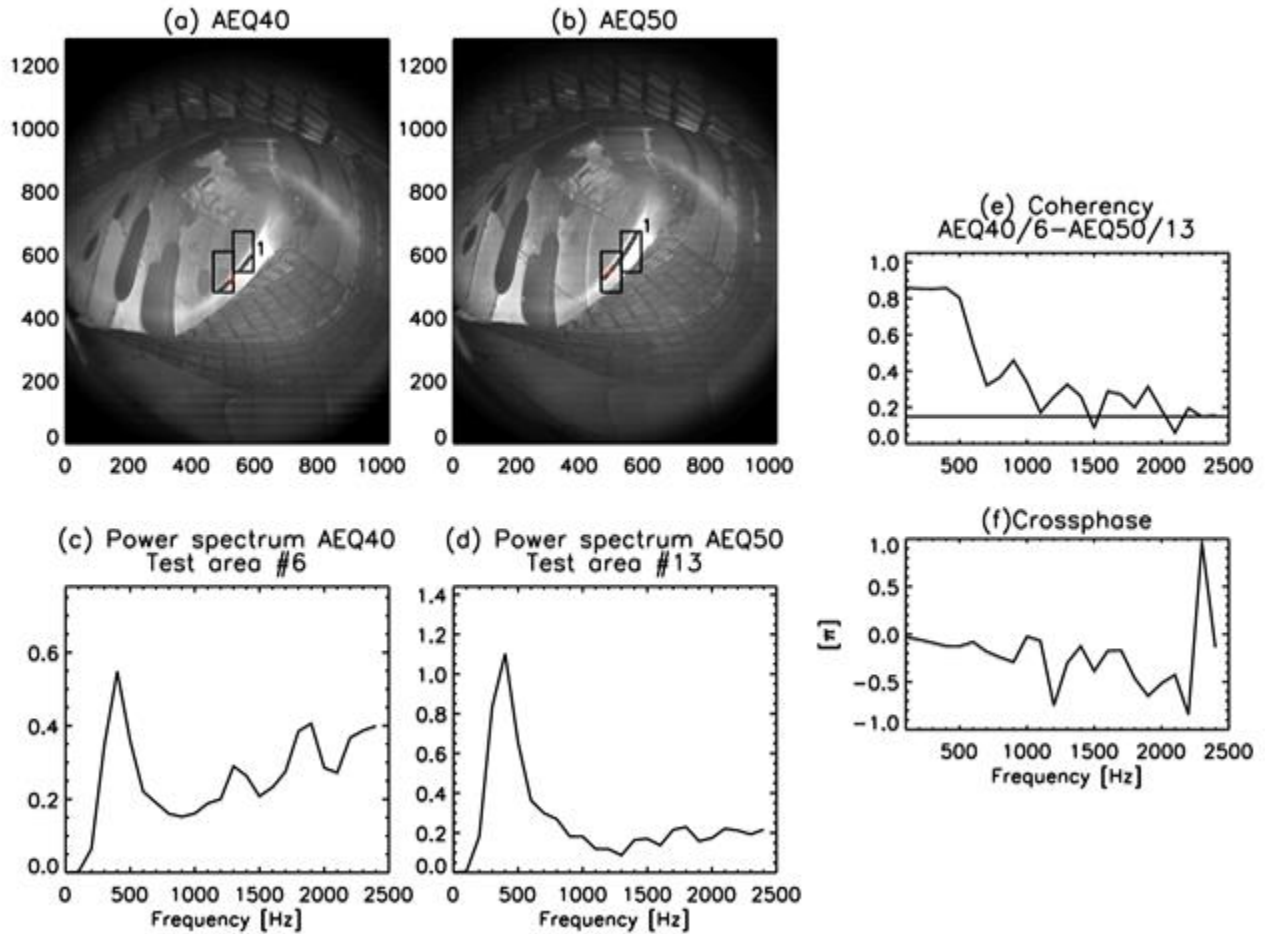 (a) AEQ40
1200
1000
800
600
400
200
0
0 200 400 600 800 1000
1
(b) AEQ50
1200
1000
800
600
400
200
0
0 200 400 600 800 1000
1
(e) Coherency
AEQ40/6-AEQ50/13
1.0
0.8
0.6
0.4
0.2
0.0
500 1000 1500 2000 2500
(c) Power spectrum AEQ40
Test area #6
0.6
0.4
0.2
0.0
0 500 1000 1500 2000 2500
Frequency [Hz]
(d) Power spectrum AEQ50
Test area #13
1.4
1.2
1.0
0.8
0.6
0.4
0.2
0.0
0 500 1000 1500 2000 2500
Frequency [Hz]
(f)Crossphase
[π]
1.0
0.5
0.0
-0.5
-1.0
500 1000 1500 2000 2500
Frequency [Hz]